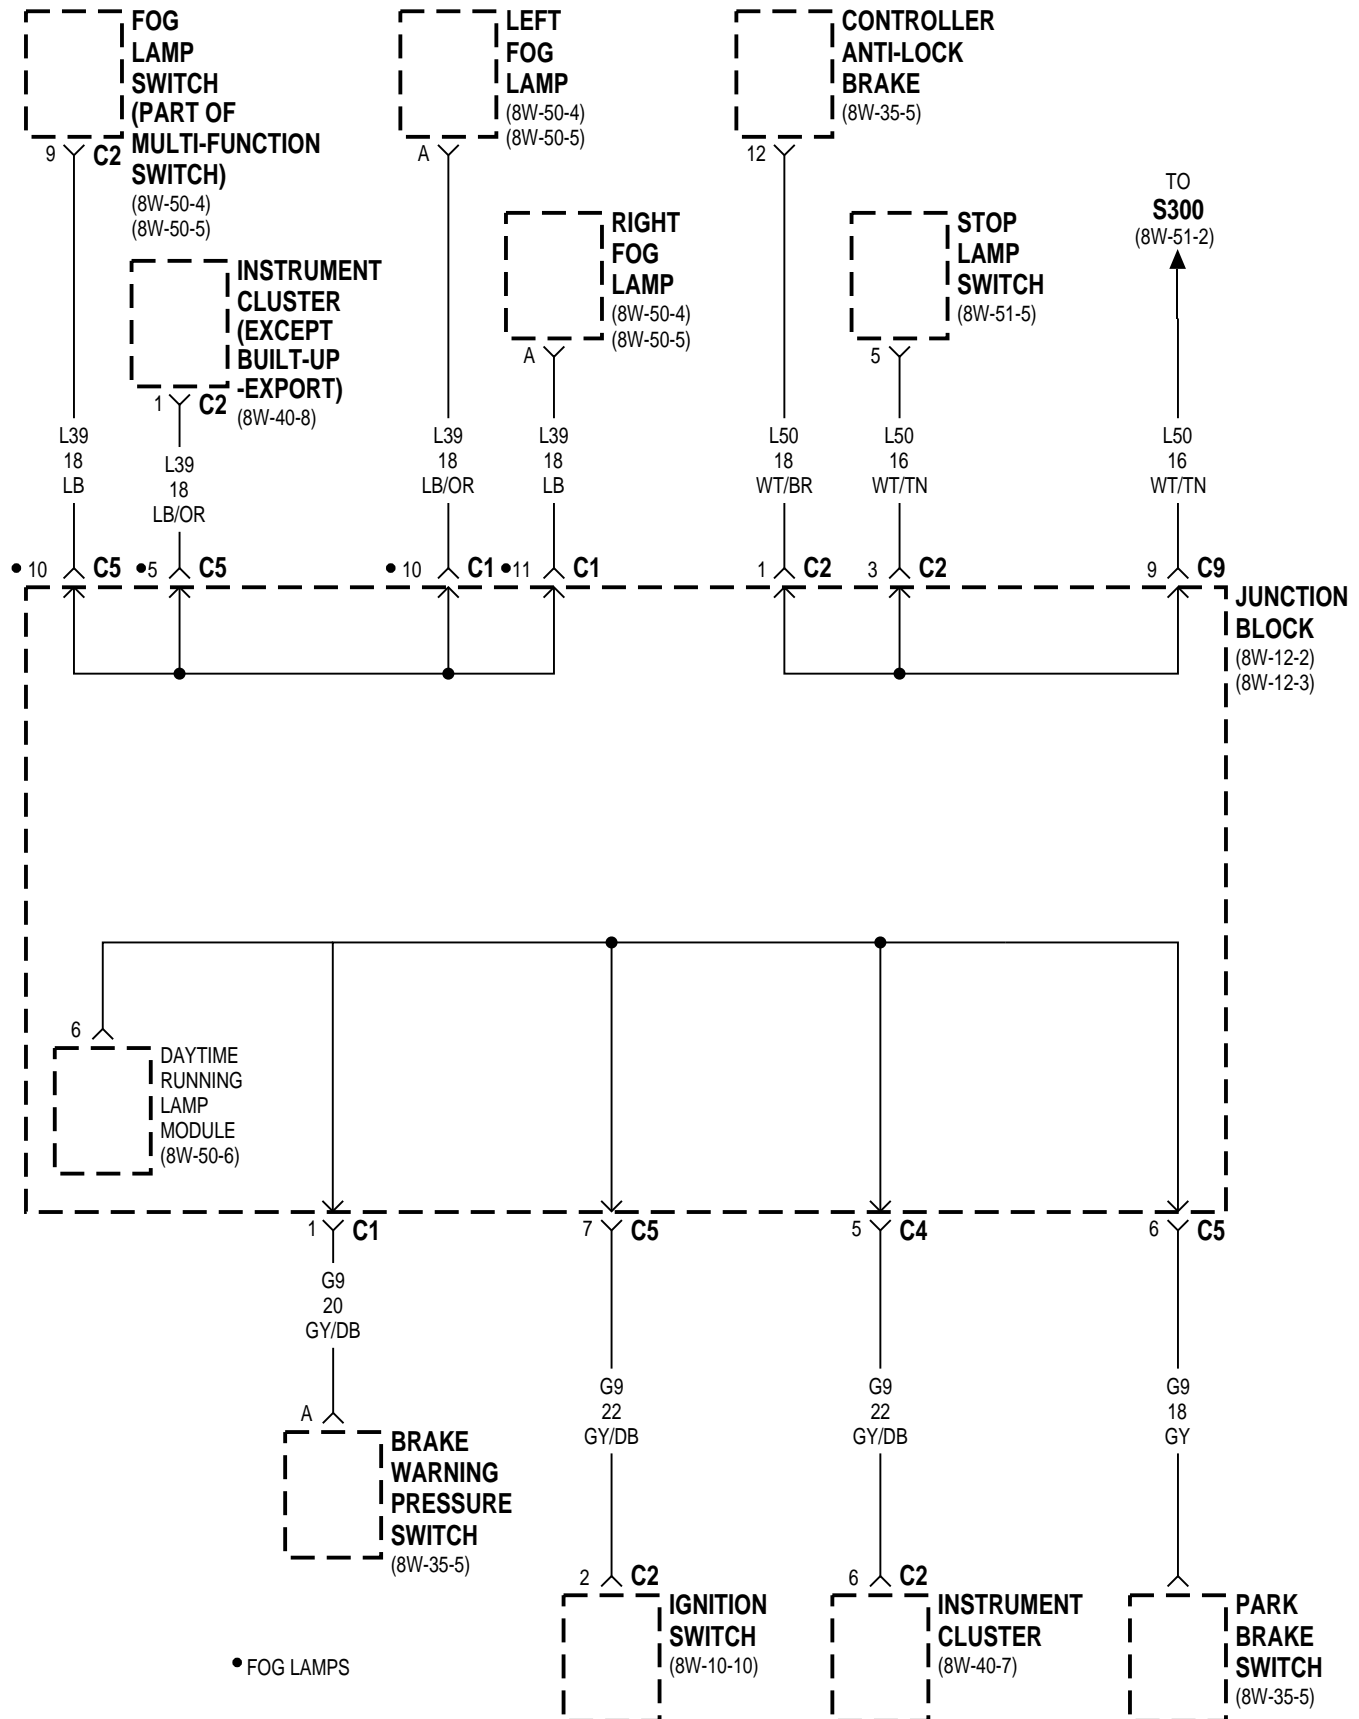 FOG
LAMP
SWITCH
(PART OF
MULTI-FUNCTION
SWITCH)
(8W-50-4)
(8W-50-5)
9
C2
INSTRUMENT
CLUSTER
(EXCEPT
BUILT-UP
-EXPORT)
(8W-40-8)
1
C2
LEFT
FOG
LAMP
(8W-50-4)
(8W-50-5)
A
RIGHT
FOG
LAMP
(8W-50-4)
(8W-50-5)
A
CONTROLLER
ANTI-LOCK
BRAKE
(8W-35-5)
12
STOP
LAMP
SWITCH
(8W-51-5)
5
TO
S300
(8W-51-2)
L39
18
LB
L39
18
LB/OR
L39
18
LB/OR
L39
18
LB
L50
18
WT/BR
L50
16
WT/TN
L50
16
WT/TN
• 10 C5
•5 C5
• 10 C1
•11 C1
1 C2
3 C2
9 C9
JUNCTION
BLOCK
(8W-12-2)
(8W-12-3)
6
DAYTIME
RUNNING
LAMP
MODULE
(8W-50-6)
1 C1
7 C5
5 C4
6 C5
G9
20
GY/DB
G9
22
GY/DB
G9
22
GY/DB
G9
18
GY
A
BRAKE
WARNING
PRESSURE
SWITCH
(8W-35-5)
2 C2
IGNITION
SWITCH
(8W-10-10)
6 C2
INSTRUMENT
CLUSTER
(8W-40-7)
PARK
BRAKE
SWITCH
(8W-35-5)
• FOG LAMPS